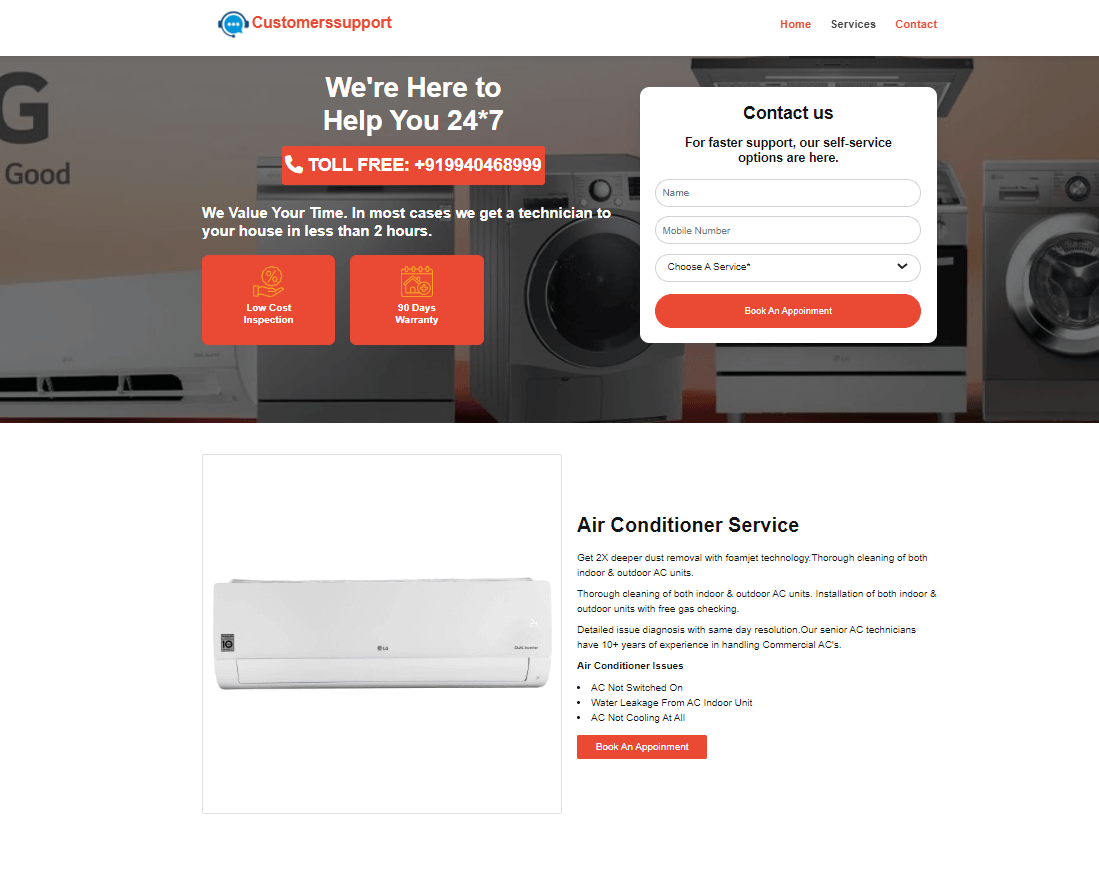 Customerssupport
Home Services Contact
G
Good
We're Here to
Help You 24*7
TOLL FREE: +919940468999
We Value Your Time. In most cases we get a technician to
your house in less than 2 hours.
Low Cost
Inspection
90 Days
Warranty
Contact us
For faster support, our self-service
options are here.
Name
Mobile Number
Choose A Service*
Book An Appoinment
LG
Air Conditioner Service
Get 2X deeper dust removal with foamjet technology.Thorough cleaning of both
indoor & outdoor AC units.
Thorough cleaning of both indoor & outdoor AC units. Installation of both indoor &
outdoor units with free gas checking.
Detailed issue diagnosis with same day resolution.Our senior AC technicians
have 10+ years of experience in handling Commercial AC's.
Air Conditioner Issues
AC Not Switched On
Water Leakage From AC Indoor Unit
AC Not Cooling At All
Book An Appoinment
10
LG
DUAL Inverter